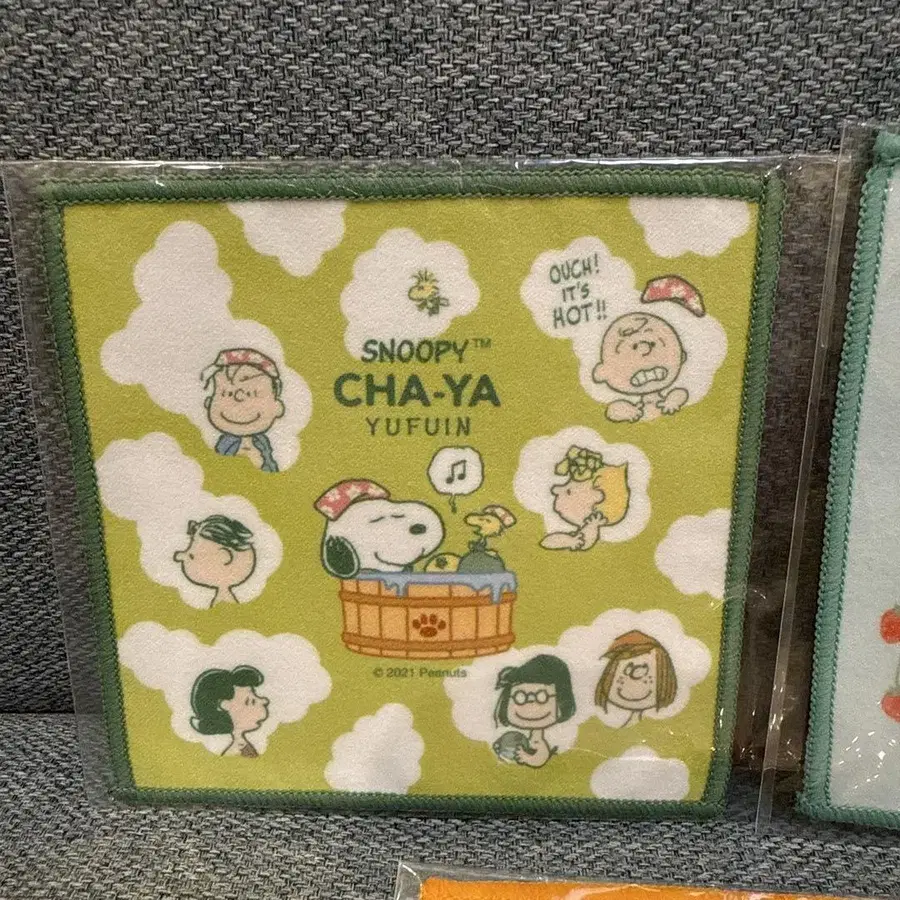 OUCH!
IT'S
HOT!!
SNOOPY™
CHA-YA
YUFUIN
© 2021 Peanuts